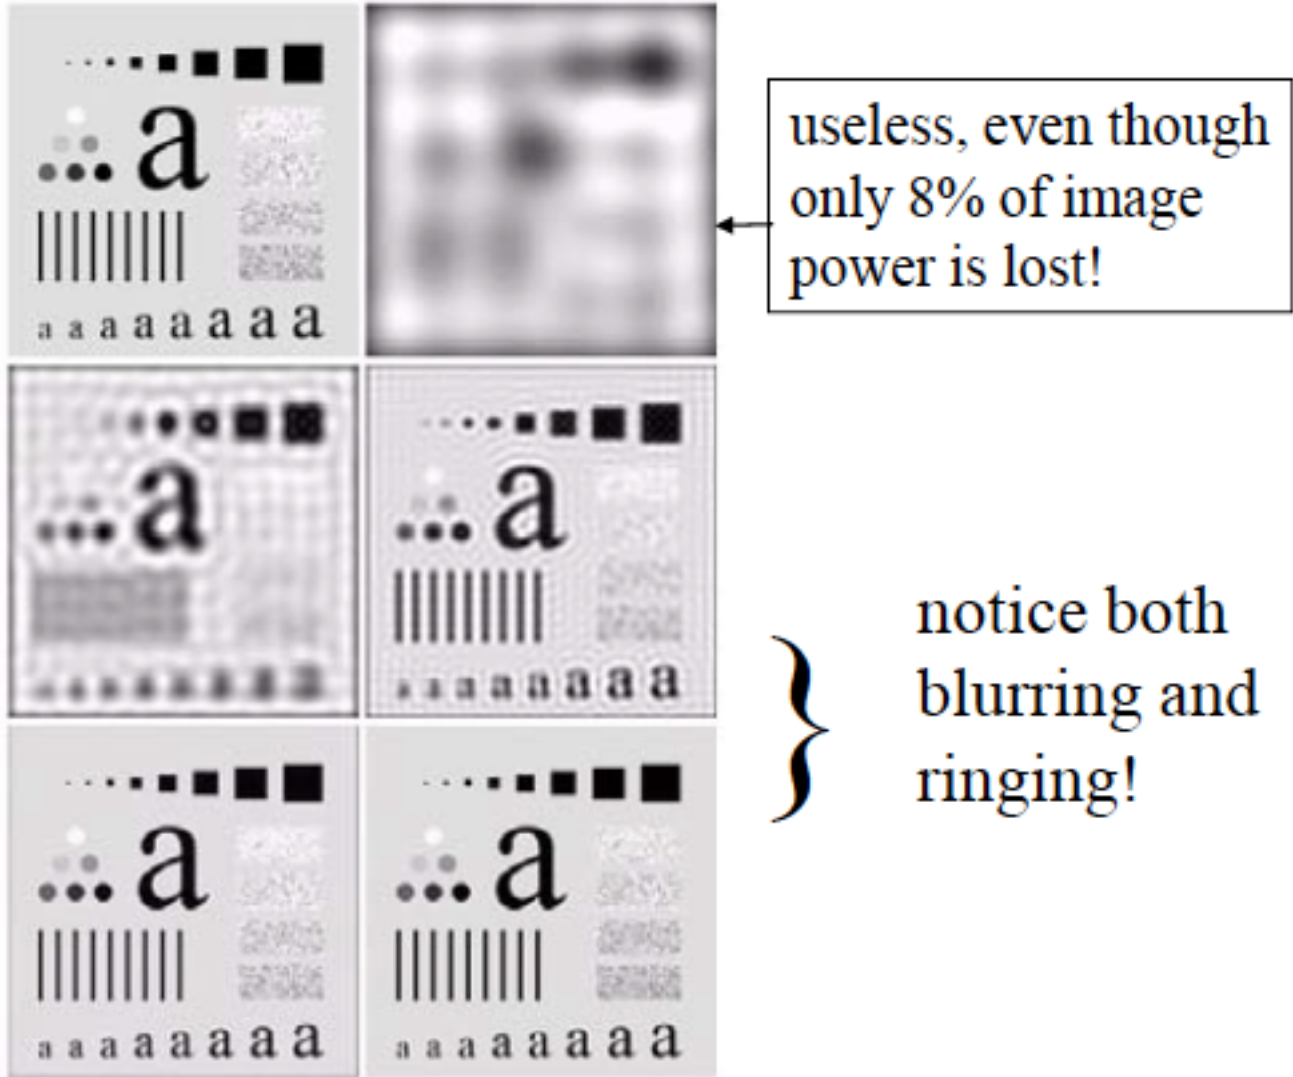 a
a a a a a a a a
useless, even though
only 8% of image
power is lost!
a
a a a a a a a a
a
a a a a a a a a
notice both
blurring and
ringing!
a
a a a a a a a a
a
a a a a a a a a